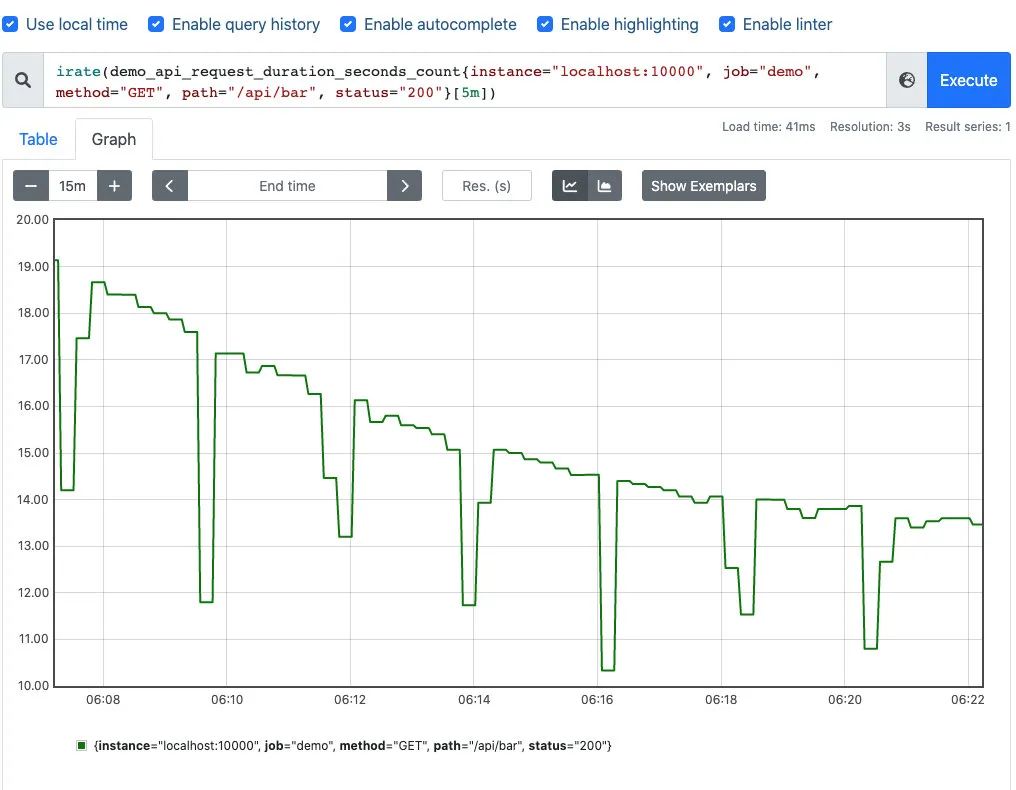 Use local time Enable query history Enable autocomplete Enable highlighting Enable linter
irate(demo_api_request_duration_seconds_count{instance="localhost:10000", job="demo",
method="GET", path="/api/bar", status="200"}[5m])
Execute
Load time: 41ms Resolution: 3s Result series: 1
Table Graph
− 15m + < End time > Res. (s) Show Exemplars
20.00
19.00
18.00
17.00
16.00
15.00
14.00
13.00
12.00
11.00
10.00
06:08 06:10 06:12 06:14 06:16 06:18 06:20 06:22
{instance="localhost:10000", job="demo", method="GET", path="/api/bar", status="200"}